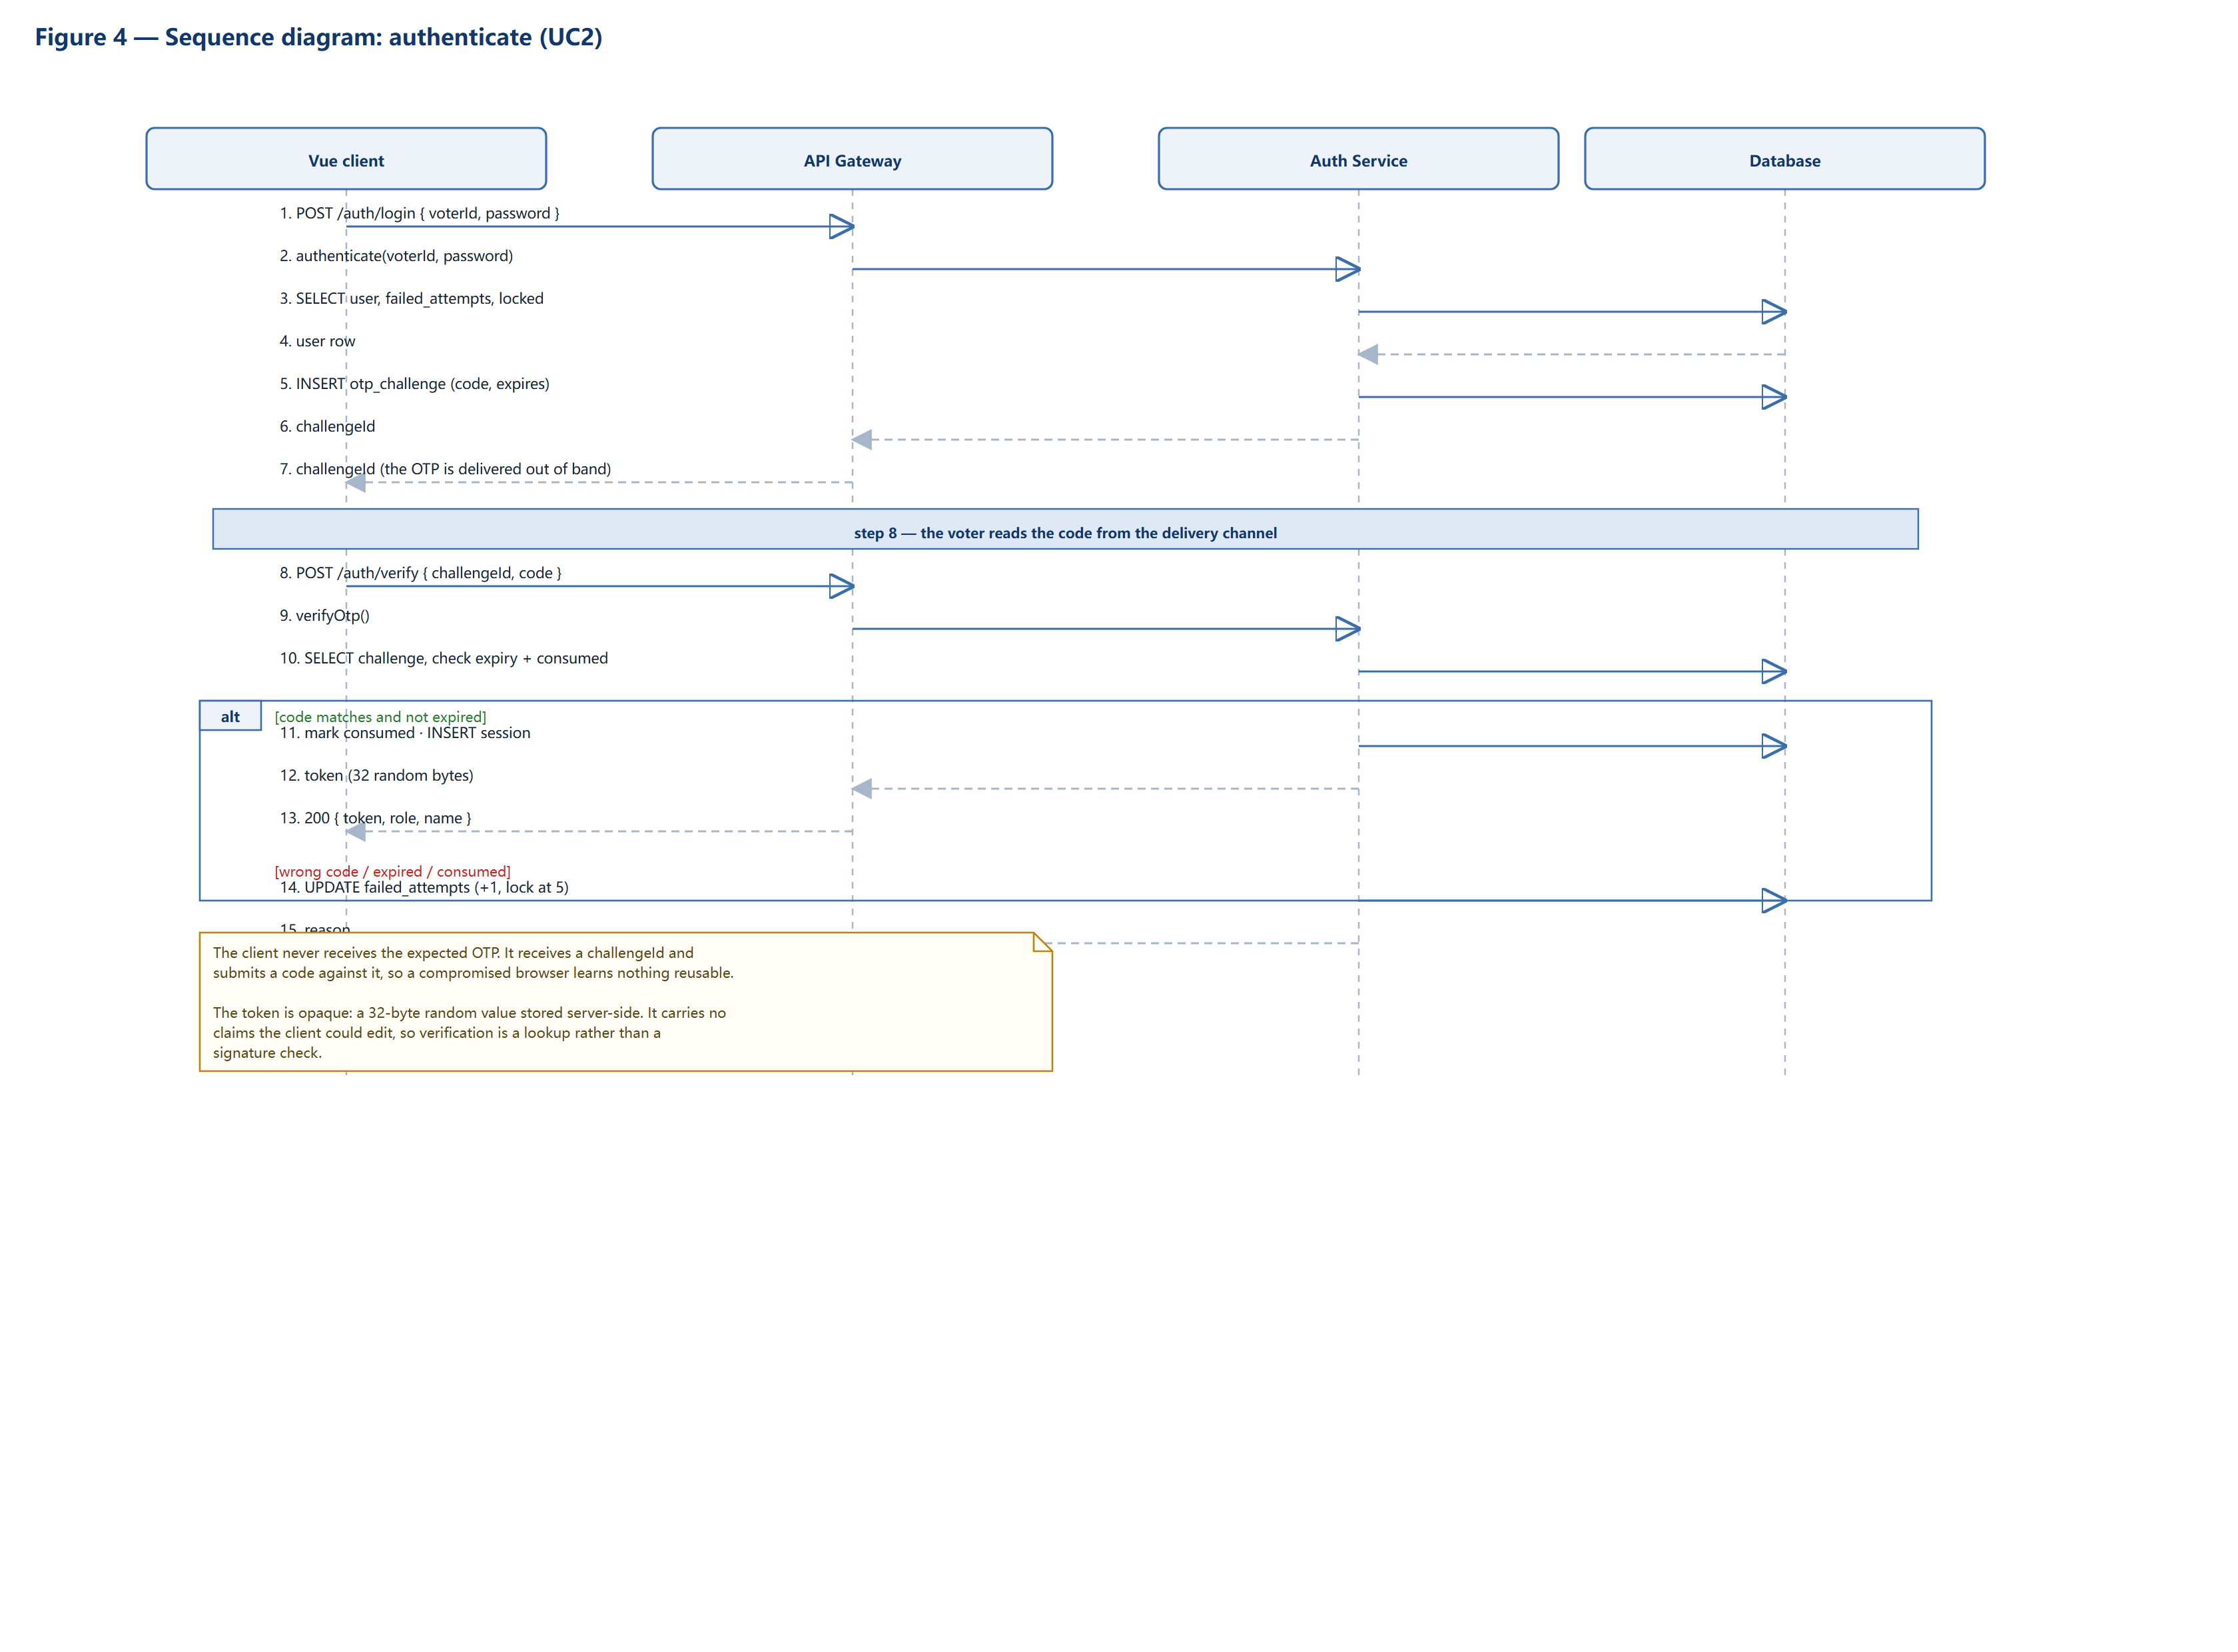 Figure 4 — Sequence diagram: authenticate (UC2)
Vue client
API Gateway
Auth Service
Database
1. POST /auth/login { voterId, password }
2. authenticate(voterId, password)
3. SELECT user, failed_attempts, locked
4. user row
5. INSERT otp_challenge (code, expires)
6. challengeId
7. challengeId (the OTP is delivered out of band)
step 8 — the voter reads the code from the delivery channel
8. POST /auth/verify { challengeId, code }
9. verifyOtp()
10. SELECT challenge, check expiry + consumed
alt
[code matches and not expired]
11. mark consumed · INSERT session
12. token (32 random bytes)
13. 200 { token, role, name }
[wrong code / expired / consumed]
14. UPDATE failed_attempts (+1, lock at 5)
15. reason
The client never receives the expected OTP. It receives a challengeId and
submits a code against it, so a compromised browser learns nothing reusable.
The token is opaque: a 32-byte random value stored server-side. It carries no
claims the client could edit, so verification is a lookup rather than a
signature check.